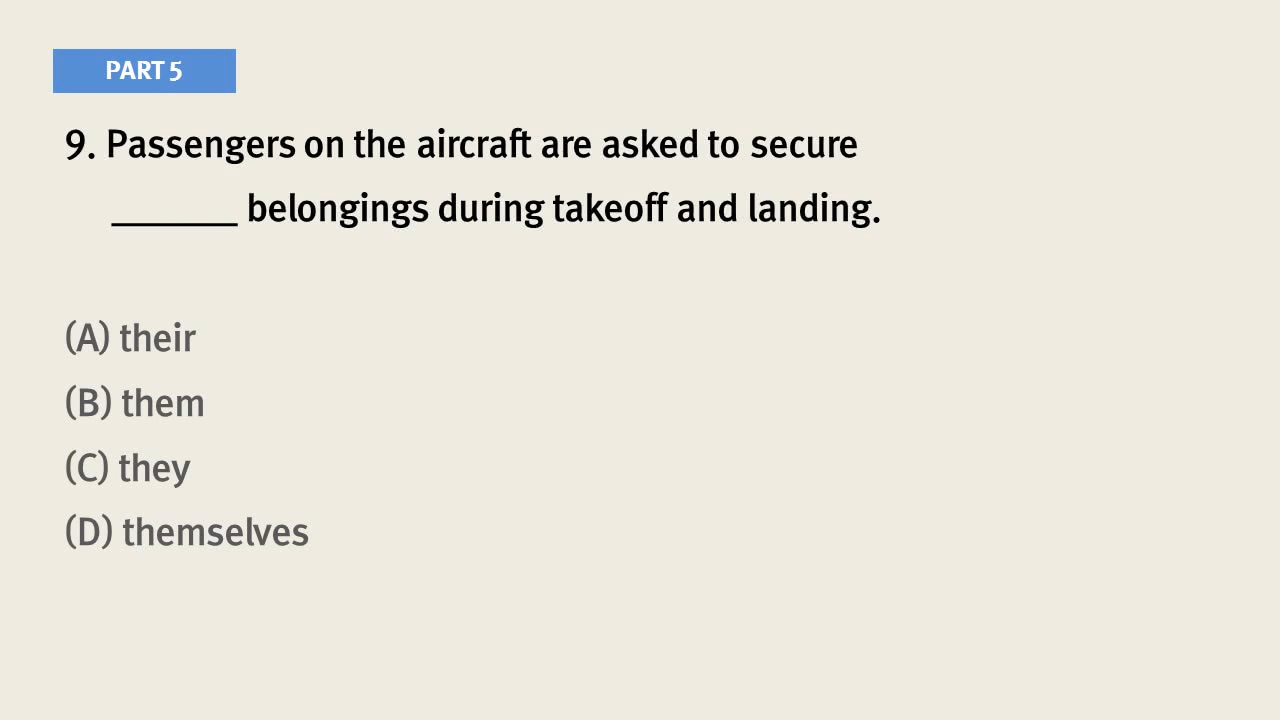 PART 5
9. Passengers on the aircraft are asked to secure
______ belongings during takeoff and landing.
(A) their
(B) them
(C) they
(D) themselves